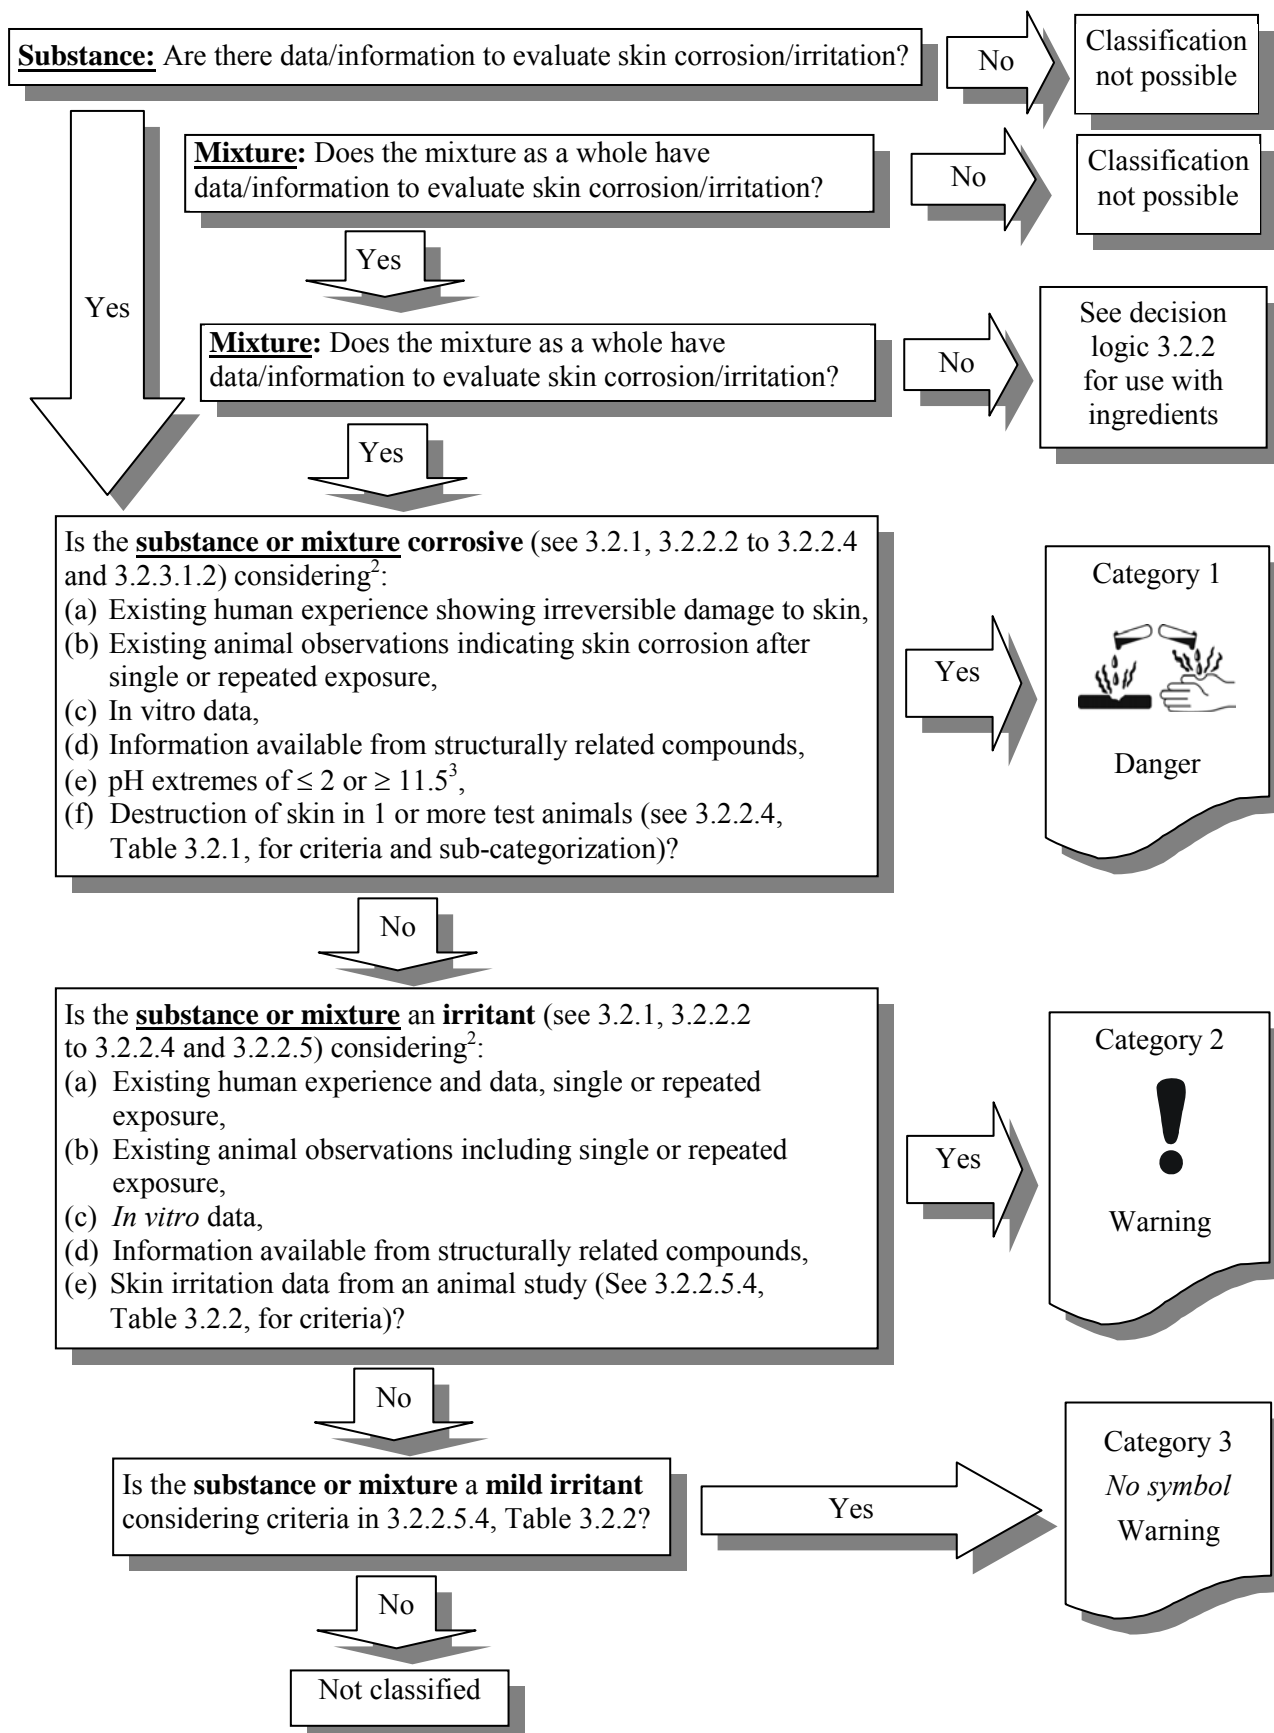 Substance: Are there data/information to evaluate skin corrosion/irritation?
No
Classification
not possible
Mixture: Does the mixture as a whole have
data/information to evaluate skin corrosion/irritation?
No
Classification
not possible
Yes
Yes
Mixture: Does the mixture as a whole have
data/information to evaluate skin corrosion/irritation?
No
See decision
logic 3.2.2
for use with
ingredients
Yes
Is the substance or mixture corrosive (see 3.2.1, 3.2.2.2 to 3.2.2.4
and 3.2.3.1.2) considering²:
(a) Existing human experience showing irreversible damage to skin,
(b) Existing animal observations indicating skin corrosion after
single or repeated exposure,
(c) In vitro data,
(d) Information available from structurally related compounds,
(e) pH extremes of ≤ 2 or ≥ 11.5³,
(f) Destruction of skin in 1 or more test animals (see 3.2.2.4,
Table 3.2.1, for criteria and sub-categorization)?
Yes
Category 1
Danger
No
Is the substance or mixture an irritant (see 3.2.1, 3.2.2.2
to 3.2.2.4 and 3.2.2.5) considering²:
(a) Existing human experience and data, single or repeated
exposure,
(b) Existing animal observations including single or repeated
exposure,
(c) In vitro data,
(d) Information available from structurally related compounds,
(e) Skin irritation data from an animal study (See 3.2.2.5.4,
Table 3.2.2, for criteria)?
Yes
Category 2
Warning
No
Is the substance or mixture a mild irritant
considering criteria in 3.2.2.5.4, Table 3.2.2?
Yes
Category 3
No symbol
Warning
No
Not classified